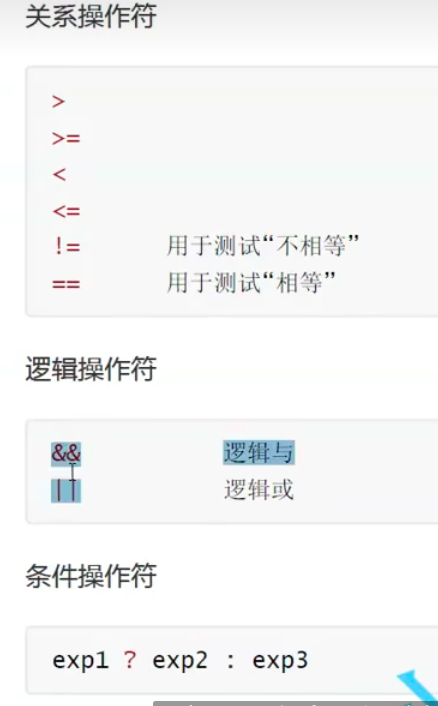 关系操作符
>
>=
<
<=
!= 用于测试“不相等”
== 用于测试“相等”
逻辑操作符
&& 逻辑与
|| 逻辑或
条件操作符
exp1 ? exp2 : exp3